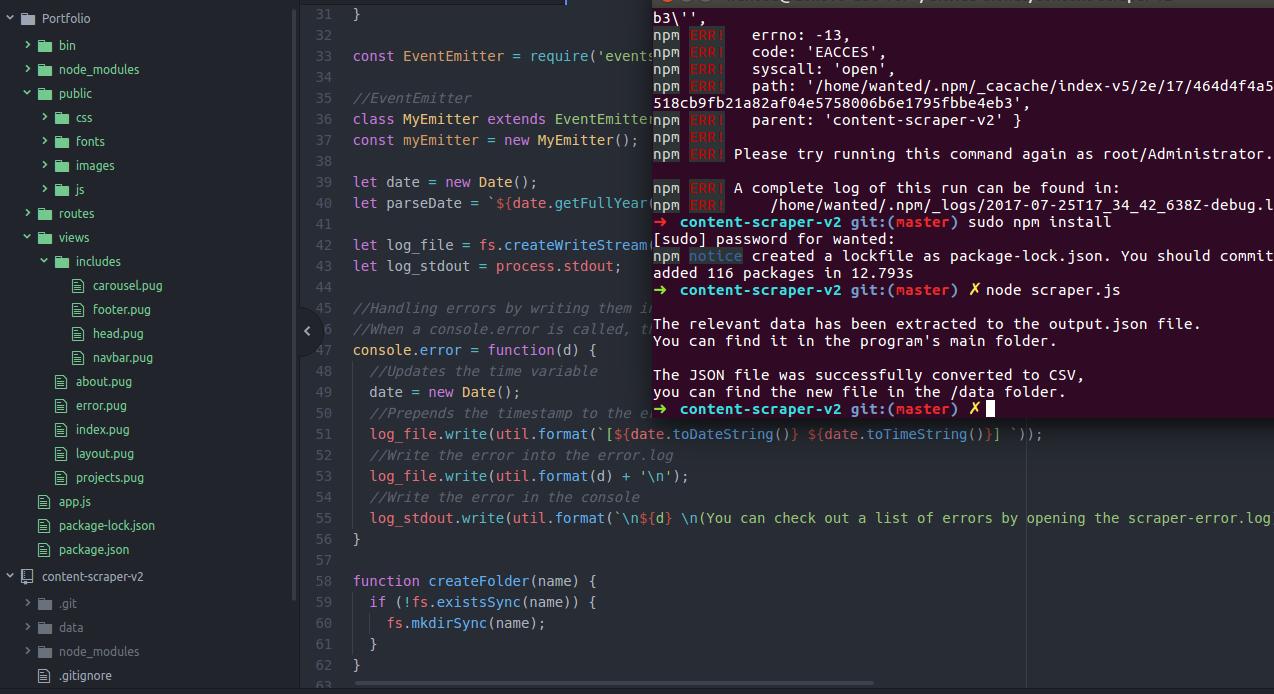 Portfolio
bin
node_modules
public
css
fonts
images
js
routes
views
includes
carousel.pug
footer.pug
head.pug
navbar.pug
about.pug
error.pug
index.pug
layout.pug
projects.pug
app.js
package-lock.json
package.json
content-scraper-v2
.git
data
node_modules
.gitignore
31 }
32
33 const EventEmitter = require('events
34
35 //EventEmitter
36 class MyEmitter extends EventEmitter
37 const myEmitter = new MyEmitter();
38
39 let date = new Date();
40 let parseDate = `${date.getFullYear(
41
42 let log_file = fs.createWriteStream(
43 let log_stdout = process.stdout;
44
45 //Handling errors by writing them i
6 //When a console.error is called, t
47 console.error = function(d) {
48 //Updates the time variable
49 date = new Date();
50 //Prepends the timestamp to the e
51 log_file.write(util.format(`[${date.toDateString()} ${date.toTimeString()}] `));
52 //Write the error into the error.log
53 log_file.write(util.format(d) + '\n');
54 //Write the error in the console
55 log_stdout.write(util.format(`\n${d} \n(You can check out a list of errors by opening the scraper-error.log
56 }
57
58 function createFolder(name) {
59 if (!fs.existsSync(name)) {
60 fs.mkdirSync(name);
61 }
62 }
63
b3\'',
npm ERR! errno: -13,
npm ERR! code: 'EACCES',
npm ERR! syscall: 'open',
npm ERR! path: '/home/wanted/.npm/_cacache/index-v5/2e/17/464d4f4a5
518cb9fb21a82af04e5758006b6e1795fbbe4eb3',
npm ERR! parent: 'content-scraper-v2' }
npm ERR!
npm ERR! Please try running this command again as root/Administrator.
npm ERR! A complete log of this run can be found in:
npm ERR! /home/wanted/.npm/_logs/2017-07-25T17_34_42_638Z-debug.l
➜ content-scraper-v2 git:(master) sudo npm install
[sudo] password for wanted:
npm notice created a lockfile as package-lock.json. You should commit
added 116 packages in 12.793s
➜ content-scraper-v2 git:(master) ✗ node scraper.js
The relevant data has been extracted to the output.json file.
You can find it in the program's main folder.
The JSON file was successfully converted to CSV,
you can find the new file in the /data folder.
➜ content-scraper-v2 git:(master) ✗